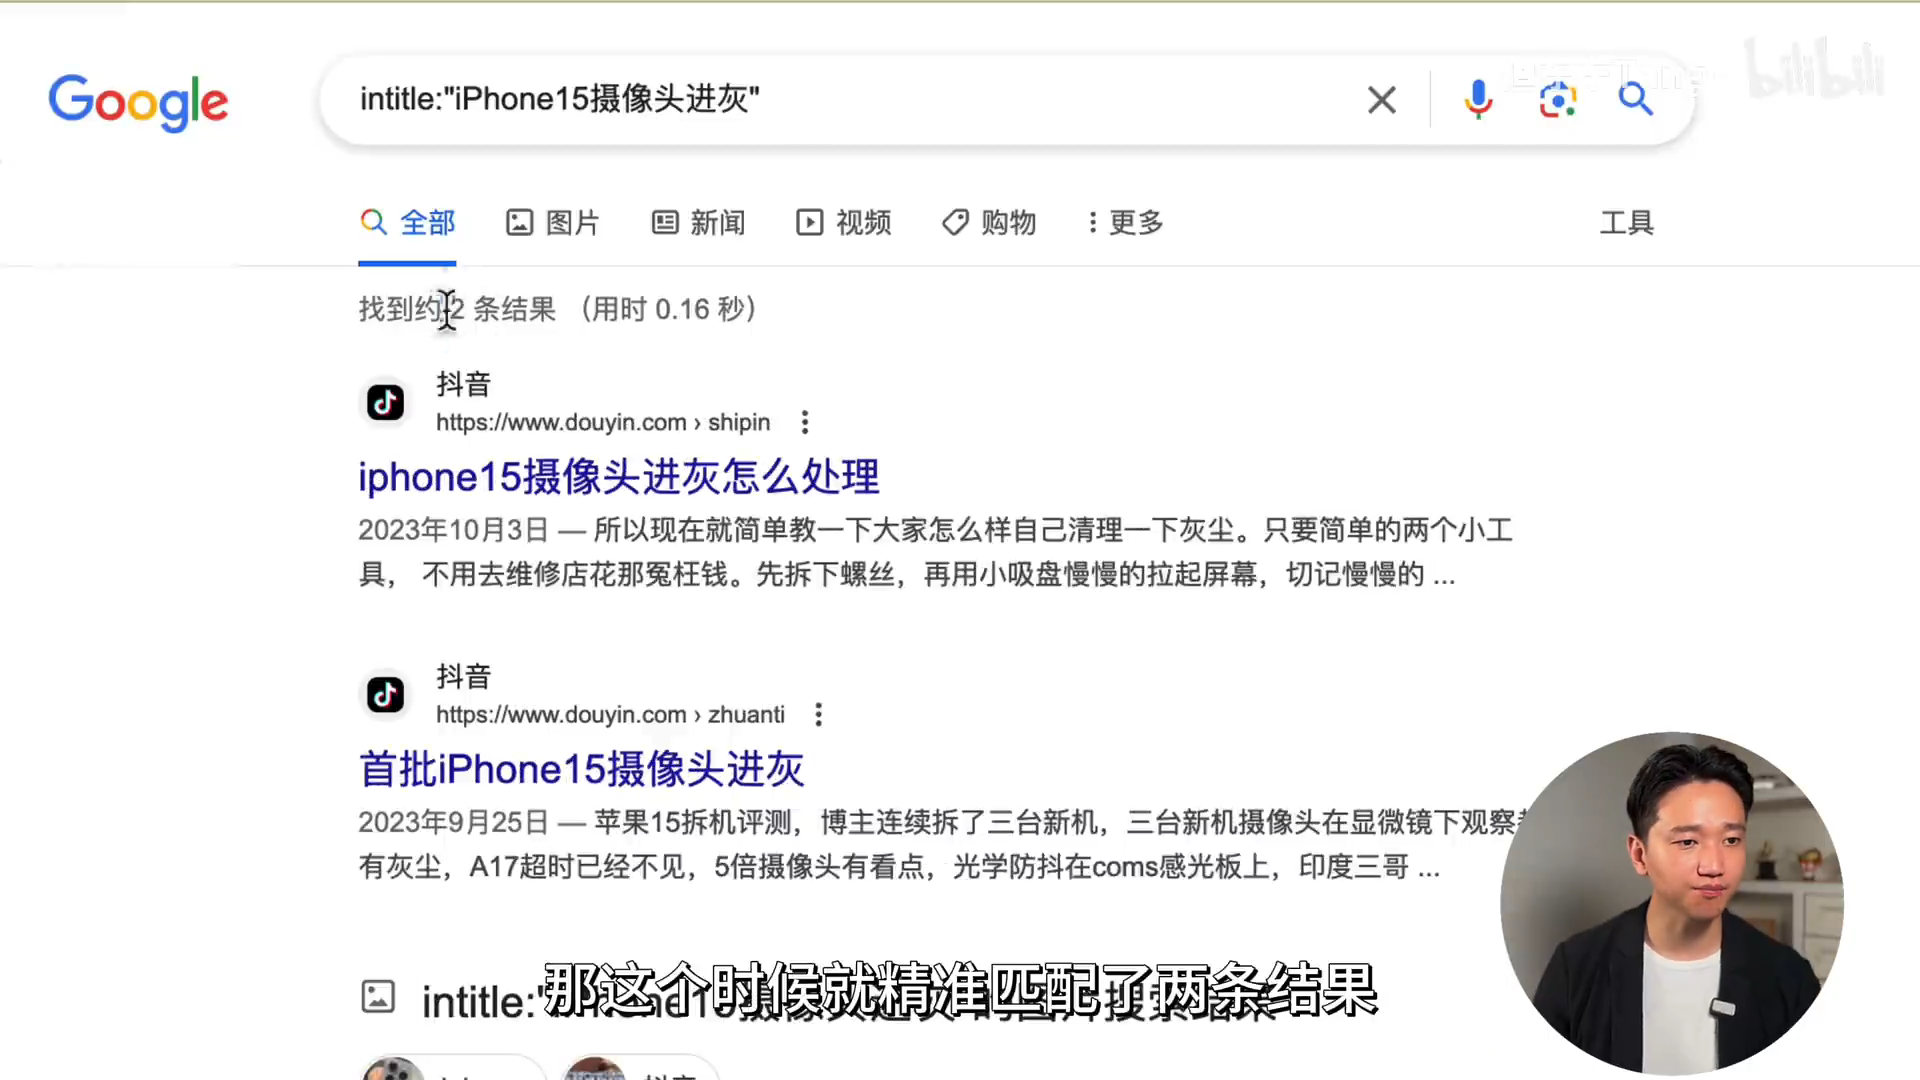 bilibili
Google
intitle:"iPhone15摄像头进灰"
全部 图片 新闻 视频 购物 更多 工具
找到约 2 条结果 （用时 0.16 秒）
抖音
https://www.douyin.com › shipin
iphone15摄像头进灰怎么处理
2023年10月3日 — 所以现在就简单教一下大家怎么样自己清理一下灰尘。只要简单的两个小工
具， 不用去维修店花那冤枉钱。先拆下螺丝，再用小吸盘慢慢的拉起屏幕，切记慢慢的 ...
抖音
https://www.douyin.com › zhuanti
首批iPhone15摄像头进灰
2023年9月25日 — 苹果15拆机评测，博主连续拆了三台新机，三台新机摄像头在显微镜下观察
有灰尘，A17超时已经不见，5倍摄像头有看点，光学防抖在coms感光板上，印度三哥 ...
intitle:"
那这个时候就精准匹配了两条结果